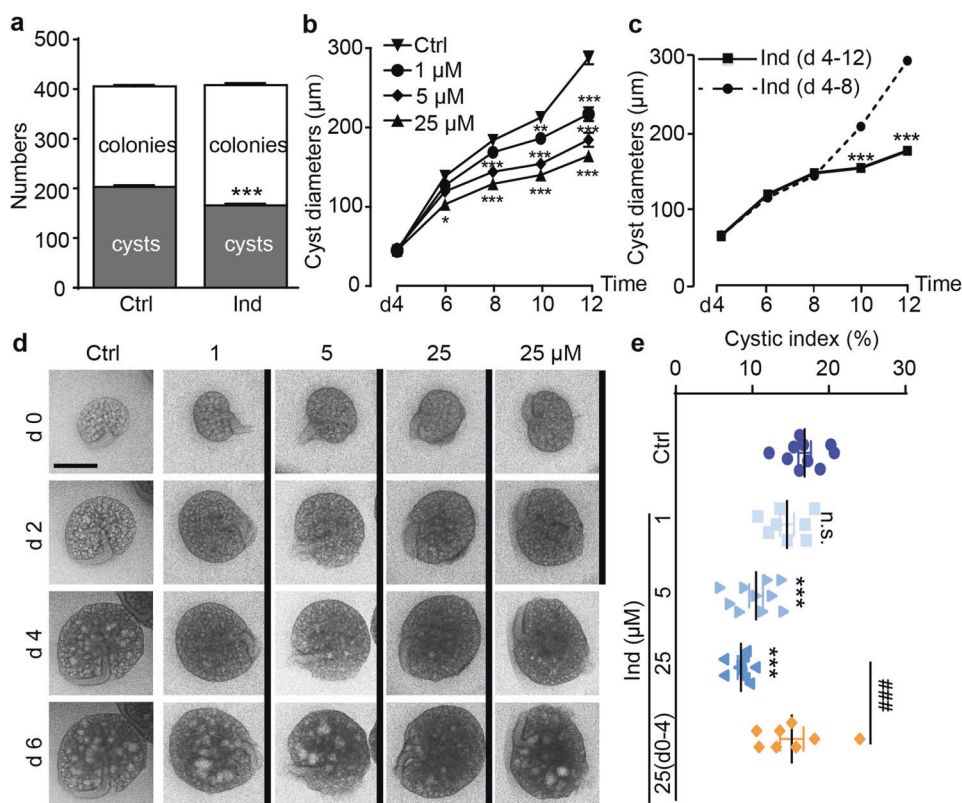 a
500
400
300
200
100
0
Numbers
colonies
colonies
***
cysts
cysts
Ctrl
Ind
b
Ctrl
1 µM
5 µM
25 µM
300
200
100
0
Cyst diameters (µm)
***
**
***
***
***
***
***
***
*
d4 6 8 10 12
Time
c
Ind (d 4-12)
Ind (d 4-8)
300
200
100
0
Cyst diameters (µm)
***
***
d4 6 8 10 12
Time
d
Ctrl 1 5 25 25 µM
d 0
d 2
d 4
d 6
e
Cystic index (%)
0 10 20 30
Ctrl
1
n.s.
5
***
25
***
25(d0-4)
###
Ind (µM)